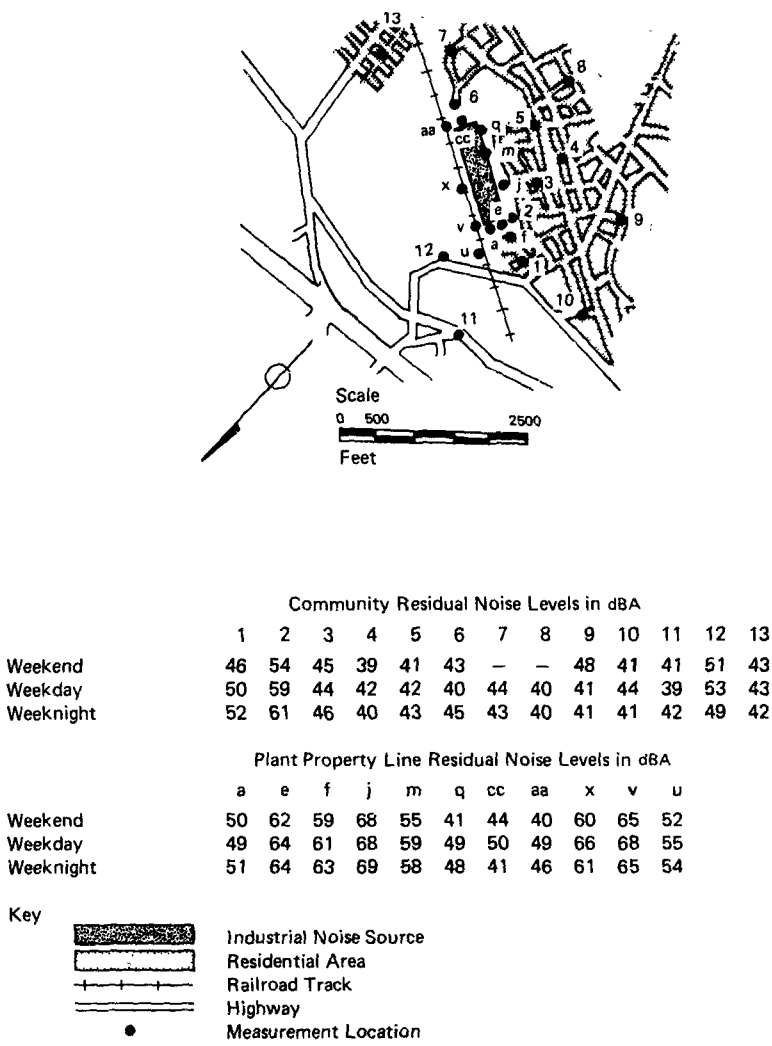 13
7
8
6
aa
cc
q
5
m
4
x
j
3
e
2
v
a
f
9
12
u
1
10
11
Scale
0 500 2500
Feet
Community Residual Noise Levels in dBA
1 2 3 4 5 6 7 8 9 10 11 12 13
Weekend 46 54 45 39 41 43 – – 48 41 41 51 43
Weekday 50 59 44 42 42 40 44 40 41 44 39 53 43
Weeknight 52 61 46 40 43 45 43 40 41 41 42 49 42
Plant Property Line Residual Noise Levels in dBA
a e f j m q cc aa x v u
Weekend 50 62 59 68 55 41 44 40 60 65 52
Weekday 49 64 61 68 59 49 50 49 66 68 55
Weeknight 51 64 63 69 58 48 41 46 61 65 54
Key
Industrial Noise Source
Residential Area
Railroad Track
Highway
Measurement Location